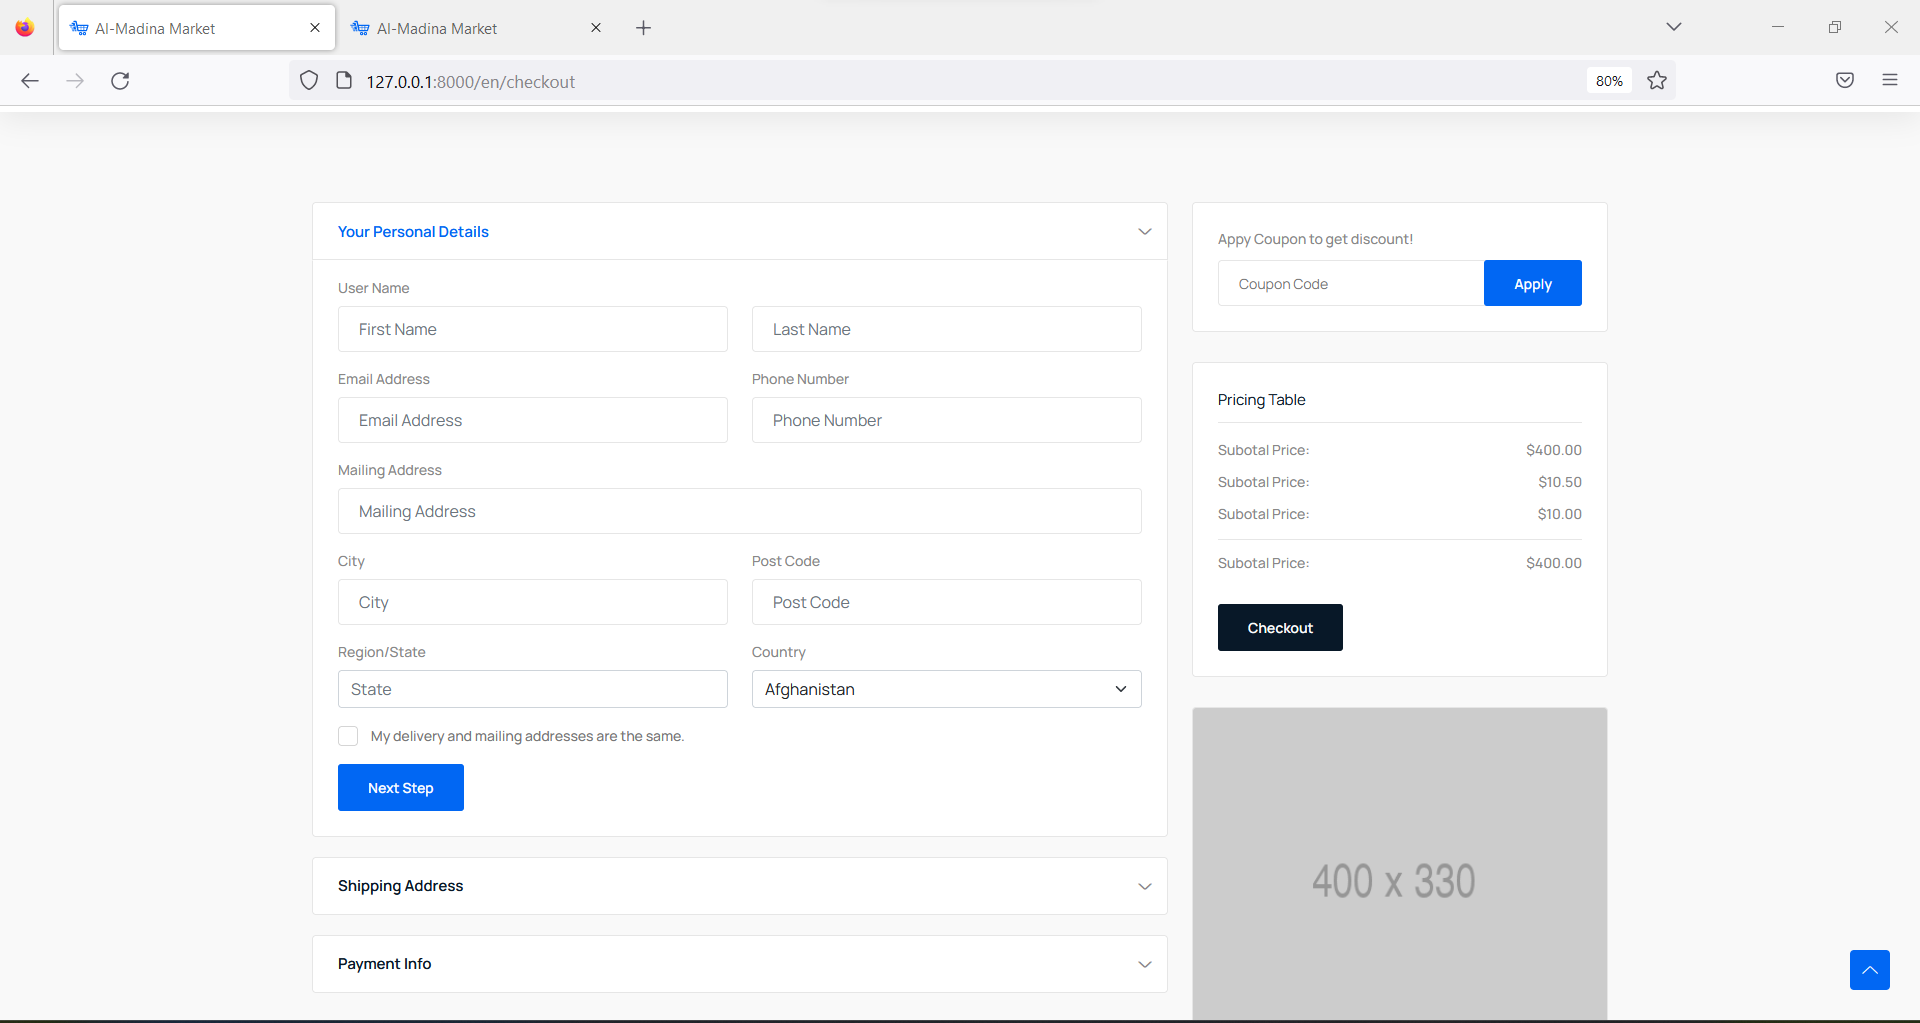 Al-Madina Market
Al-Madina Market
127.0.0.1:8000/en/checkout
80%
Your Personal Details
User Name
First Name
Last Name
Email Address
Phone Number
Email Address
Phone Number
Mailing Address
Mailing Address
City
Post Code
City
Post Code
Region/State
Country
State
Afghanistan
My delivery and mailing addresses are the same.
Next Step
Shipping Address
Payment Info
Appy Coupon to get discount!
Coupon Code
Apply
Pricing Table
Subotal Price: $400.00
Subotal Price: $10.50
Subotal Price: $10.00
Subotal Price: $400.00
Checkout
400 x 330